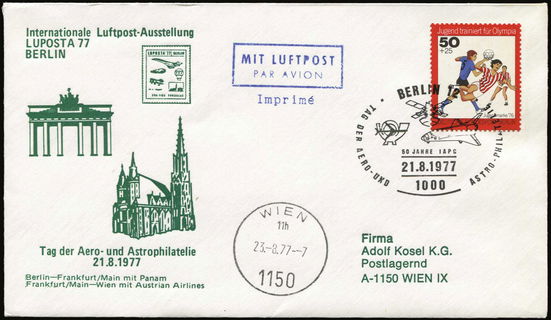 Internationale Luftpost-Ausstellung
LUPOSTA 77
BERLIN
LUPOSTA 77, BERLIN
MIT LUFTPOST
PAR AVION
Imprimé
Jugend trainiert für Olympia
50
+25
BERLIN 12
TAG DER AERO- UND
ASTRO-PHILATELIE
50 JAHRE IAPC
21.8.1977
1000
Tag der Aero- und Astrophilatelie
21.8.1977
Berlin–Frankfurt/Main mit Panam
Frankfurt/Main–Wien mit Austrian Airlines
WIEN
11h
23.-8.77-7
1150
Firma
Adolf Kosel K.G.
Postlagernd
A-1150 WIEN IX